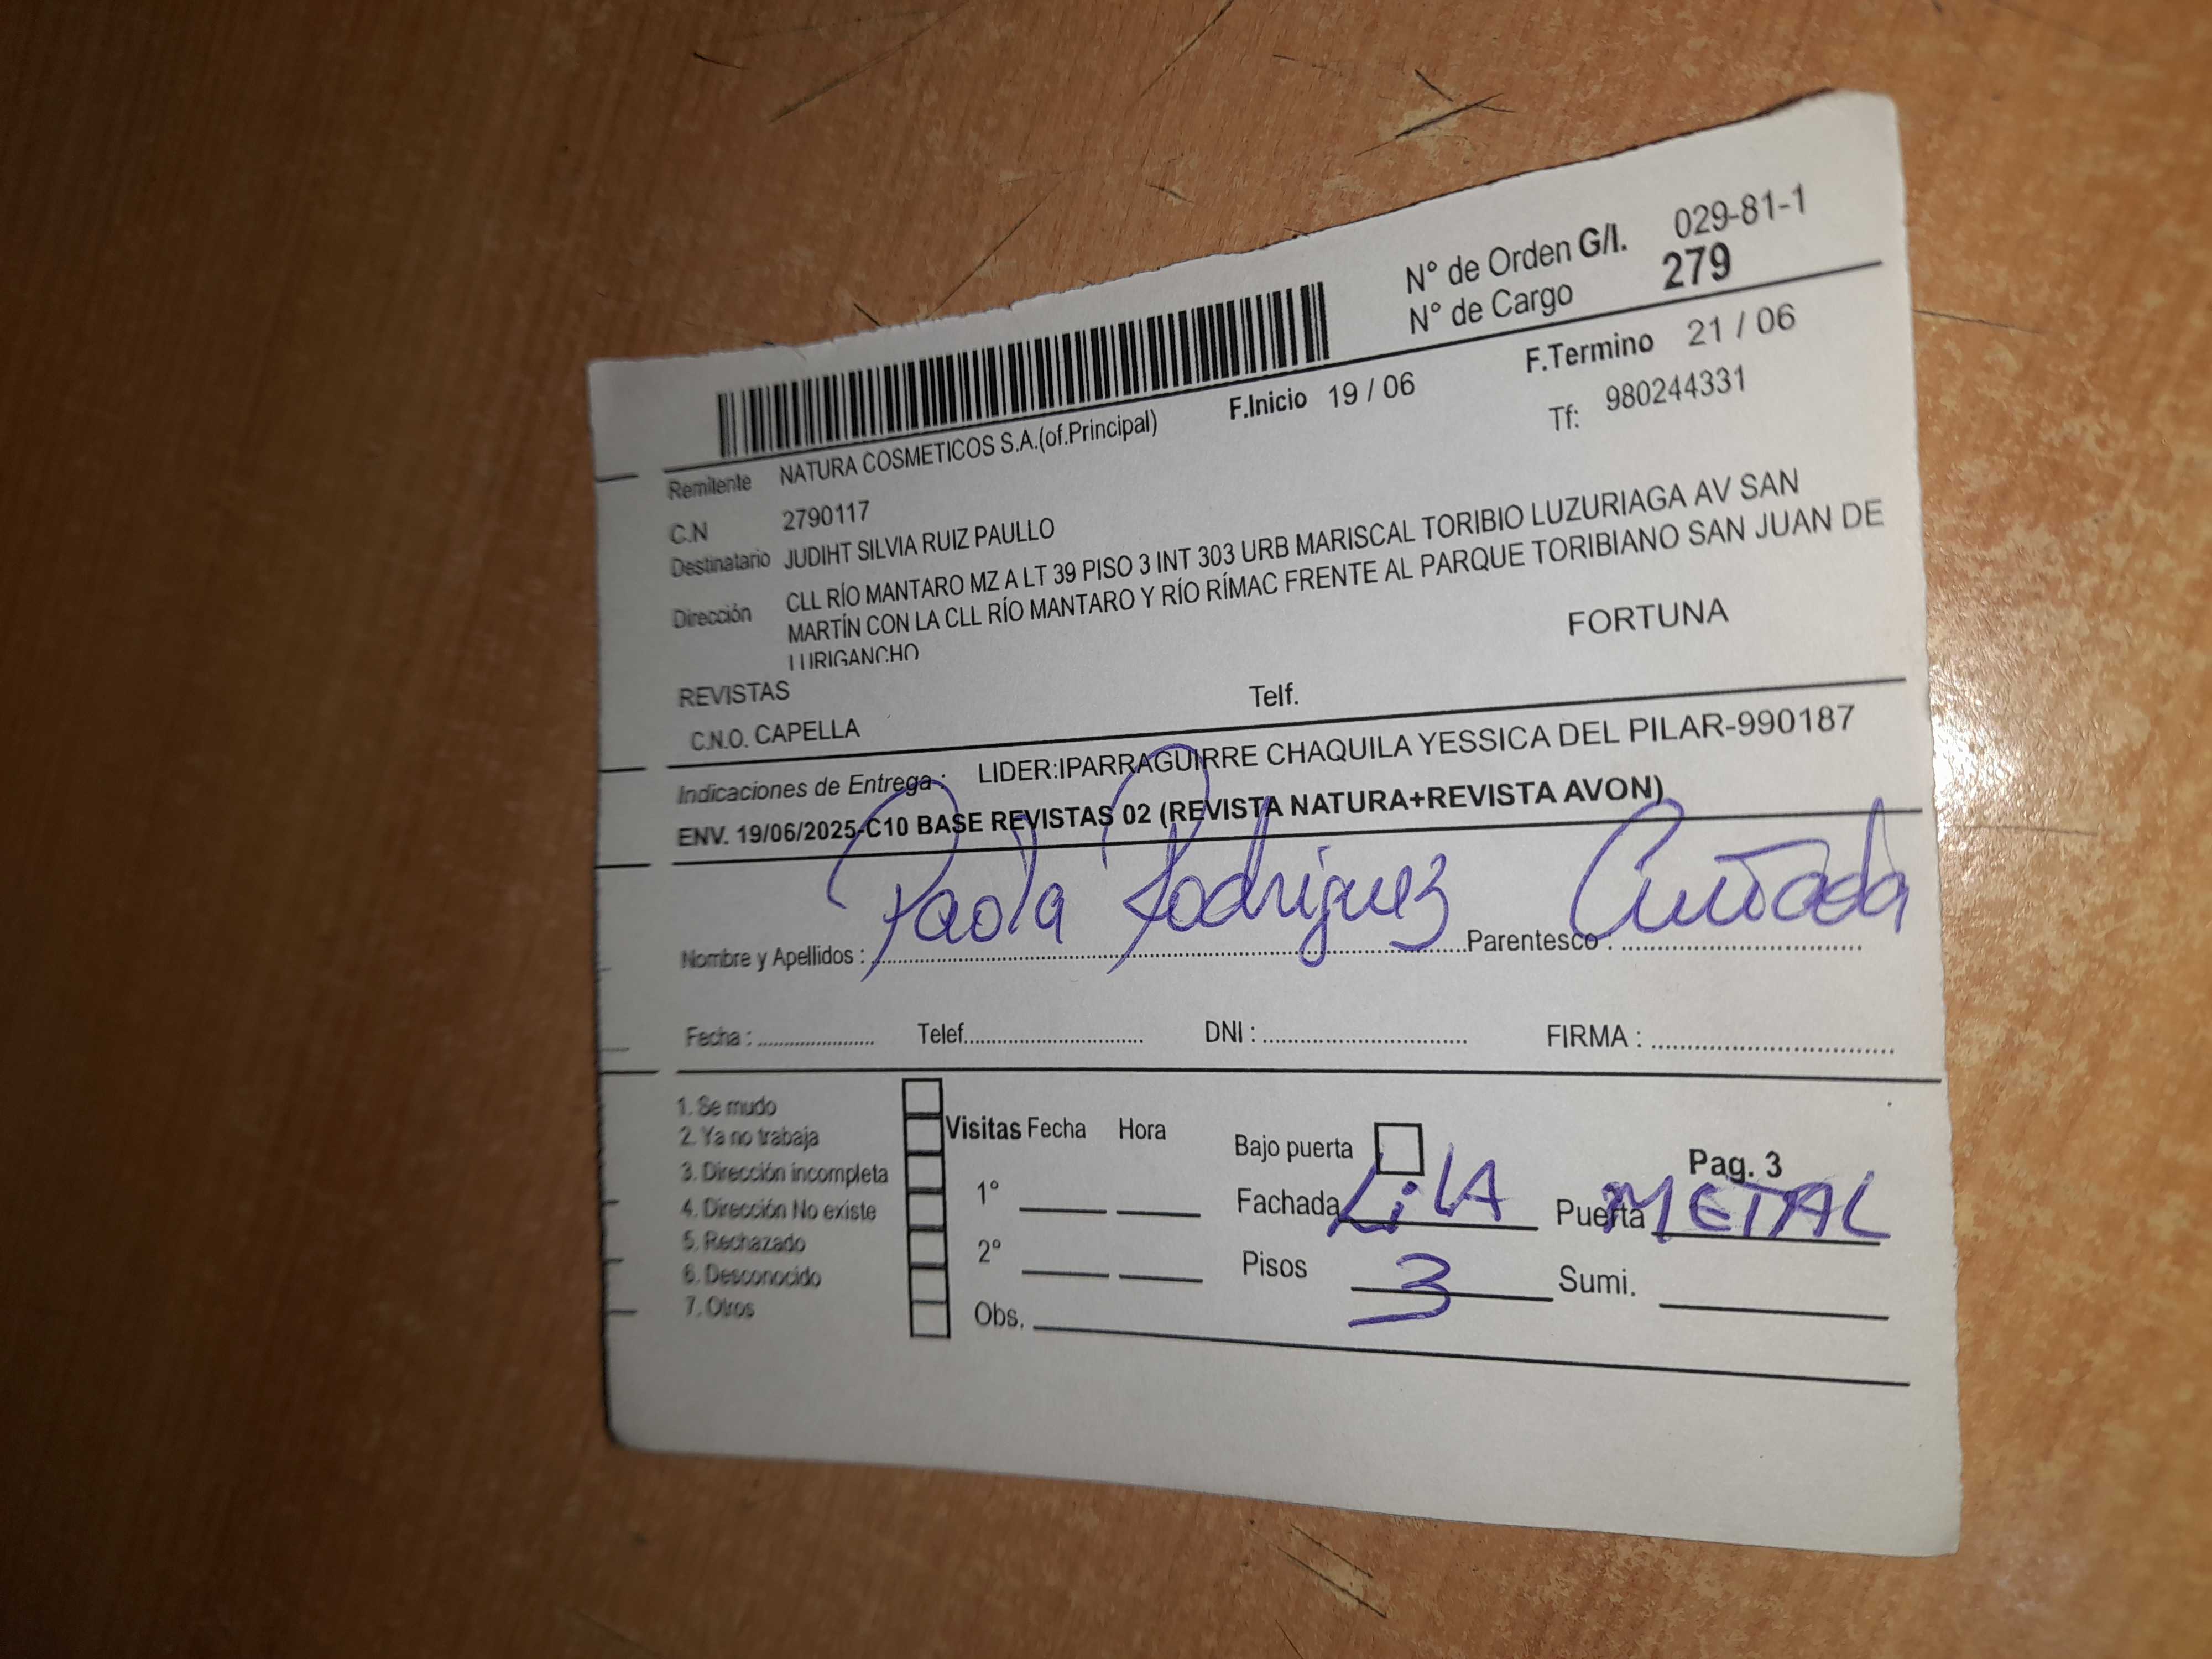 N° de Orden G/I. 029-81-1
N° de Cargo 279
F.Inicio 19 / 06 F.Termino 21 / 06
Remitente NATURA COSMETICOS S.A.(of.Principal)
Tf: 980244331
C.N 2790117
Destinatario JUDIHT SILVIA RUIZ PAULLO
Dirección CLL RÍO MANTARO MZ A LT 39 PISO 3 INT 303 URB MARISCAL TORIBIO LUZURIAGA AV SAN
MARTÍN CON LA CLL RÍO MANTARO Y RÍO RÍMAC FRENTE AL PARQUE TORIBIANO SAN JUAN DE
LURIGANCHO
FORTUNA
REVISTAS
C.N.O. CAPELLA Telf.
Indicaciones de Entrega : LIDER:IPARRAGUIRRE CHAQUILA YESSICA DEL PILAR-990187
ENV. 19/06/2025-C10 BASE REVISTAS 02 (REVISTA NATURA+REVISTA AVON)
Nombre y Apellidos : Paola Rodriguez Parentesco : Cuñada
Fecha : Telef. DNI : FIRMA :
1. Se mudo
2. Ya no trabaja
3. Dirección incompleta
4. Dirección No existe
5. Rechazado
6. Desconocido
7. Otros
Visitas Fecha Hora
1°
2°
Obs.
Bajo puerta Pag. 3
Fachada LilA Puerta METAL
Pisos 3 Sumi.